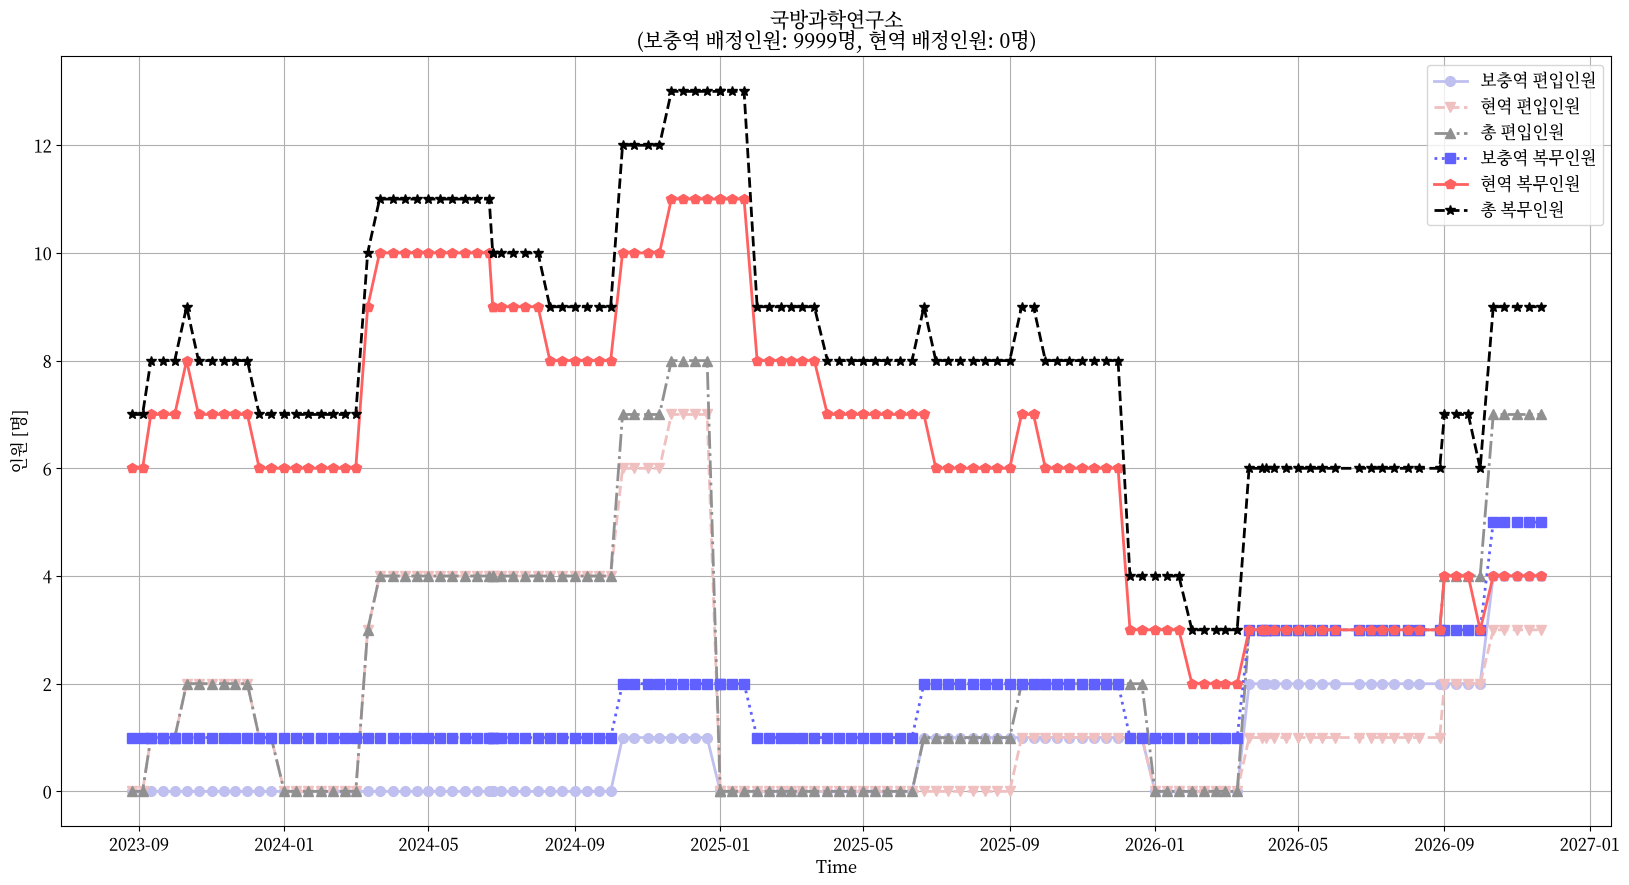 국방과학연구소
(보충역 배정인원: 9999명, 현역 배정인원: 0명)
보충역 편입인원
현역 편입인원
총 편입인원
보충역 복무인원
현역 복무인원
총 복무인원
12
10
8
6
4
2
0
인원 [명]
2023-09 2024-01 2024-05 2024-09 2025-01 2025-05 2025-09 2026-01 2026-05 2026-09 2027-01
Time